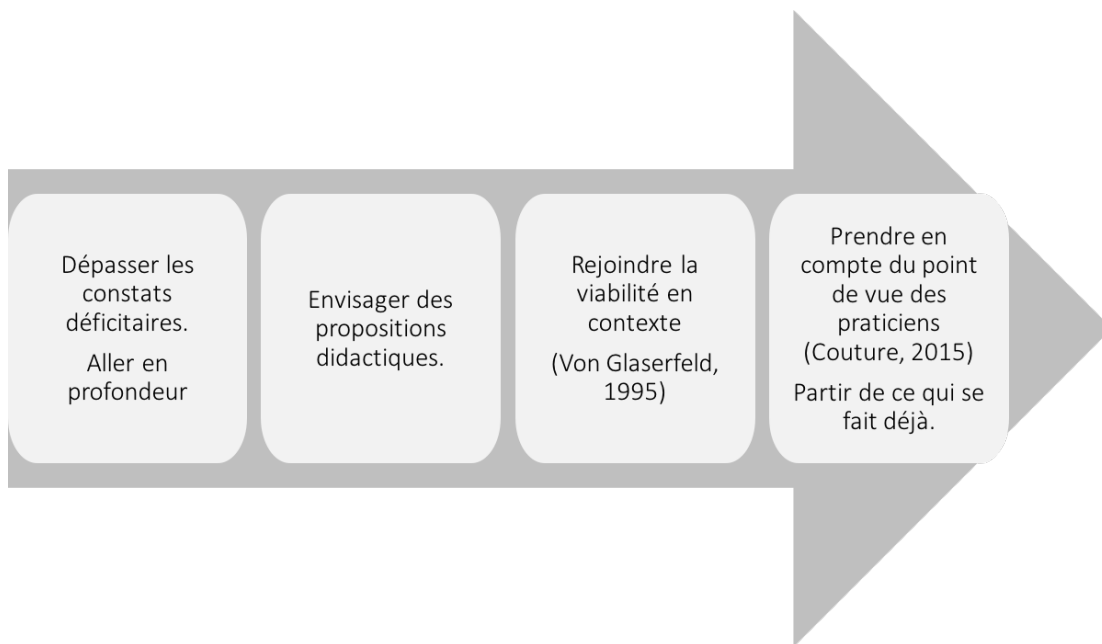 Dépasser les
constats
déficitaires.
Aller en
profondeur
Envisager des
propositions
didactiques.
Rejoindre la
viabilité en
contexte
(Von Glaserfeld,
1995)
Prendre en
compte du point
de vue des
praticiens
(Couture, 2015)
Partir de ce qui se
fait déjà.